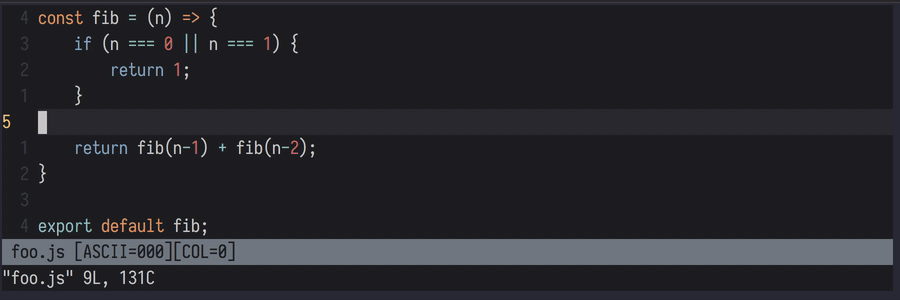 4 const fib = (n) => {
3     if (n === 0 || n === 1) {
2         return 1;
1     }
5
1     return fib(n-1) + fib(n-2);
2 }
3
4 export default fib;
foo.js [ASCII=000][COL=0]
"foo.js" 9L, 131C